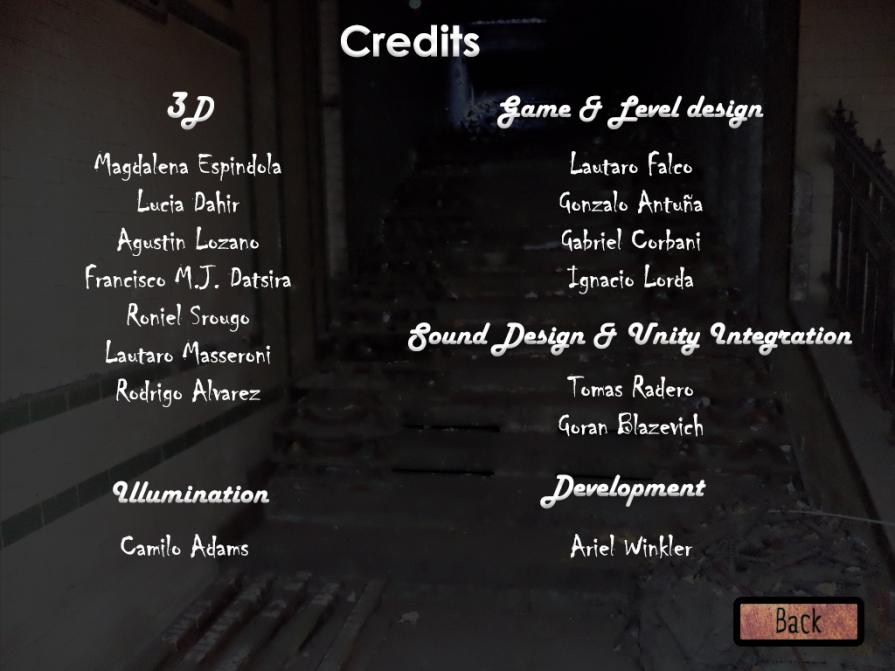 Credits
3D
Magdalena Espindola
Lucia Dahir
Agustin Lozano
Francisco M.J. Datsira
Roniel Srougo
Lautaro Masseroni
Rodrigo Alvarez
Illumination
Camilo Adams
Game & Level design
Lautaro Falco
Gonzalo Antuña
Gabriel Corbani
Ignacio Lorda
Sound Design & Unity Integration
Tomas Radero
Goran Blazevich
Development
Ariel Winkler
Back